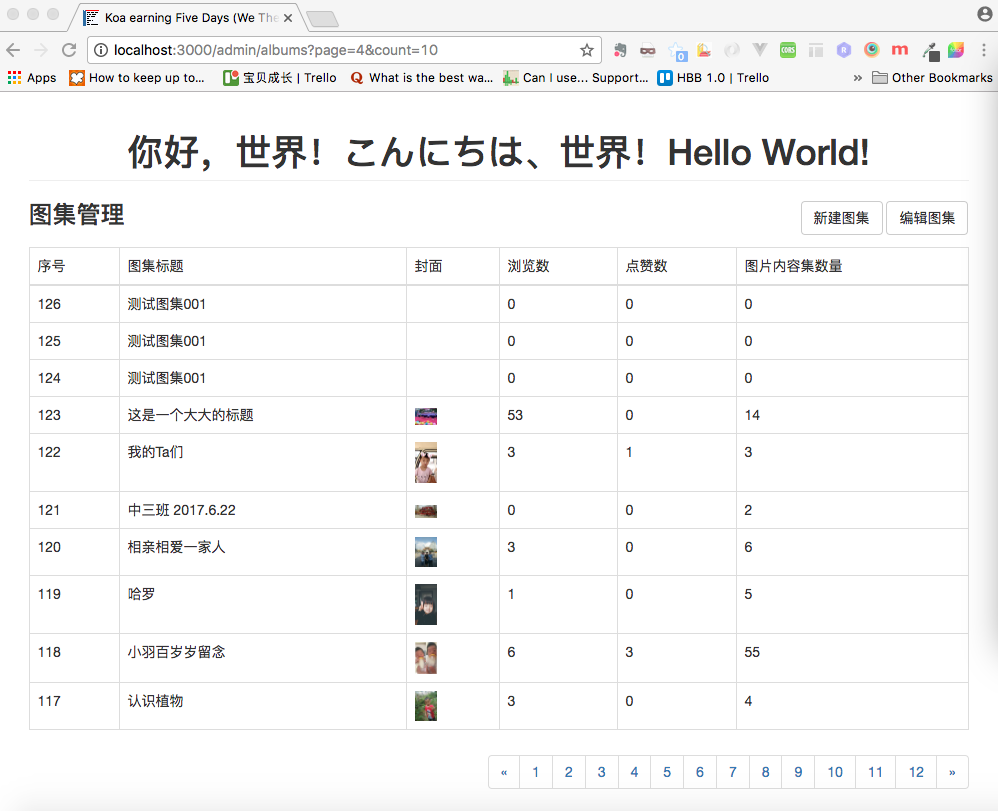 Koa earning Five Days (We The
localhost:3000/admin/albums?page=4&count=10
0 CORS R m
Apps How to keep up to... 宝贝成长 | Trello Q What is the best wa... Can I use... Support... HBB 1.0 | Trello » Other Bookmarks
你好，世界！こんにちは、世界！Hello World!
图集管理 新建图集 编辑图集
序号 图集标题 封面 浏览数 点赞数 图片内容集数量
126 测试图集001 0 0 0
125 测试图集001 0 0 0
124 测试图集001 0 0 0
123 这是一个大大的标题 53 0 14
122 我的Ta们 3 1 3
121 中三班 2017.6.22 0 0 2
120 相亲相爱一家人 3 0 6
119 哈罗 1 0 5
118 小羽百岁岁留念 6 3 55
117 认识植物 3 0 4
« 1 2 3 4 5 6 7 8 9 10 11 12 »